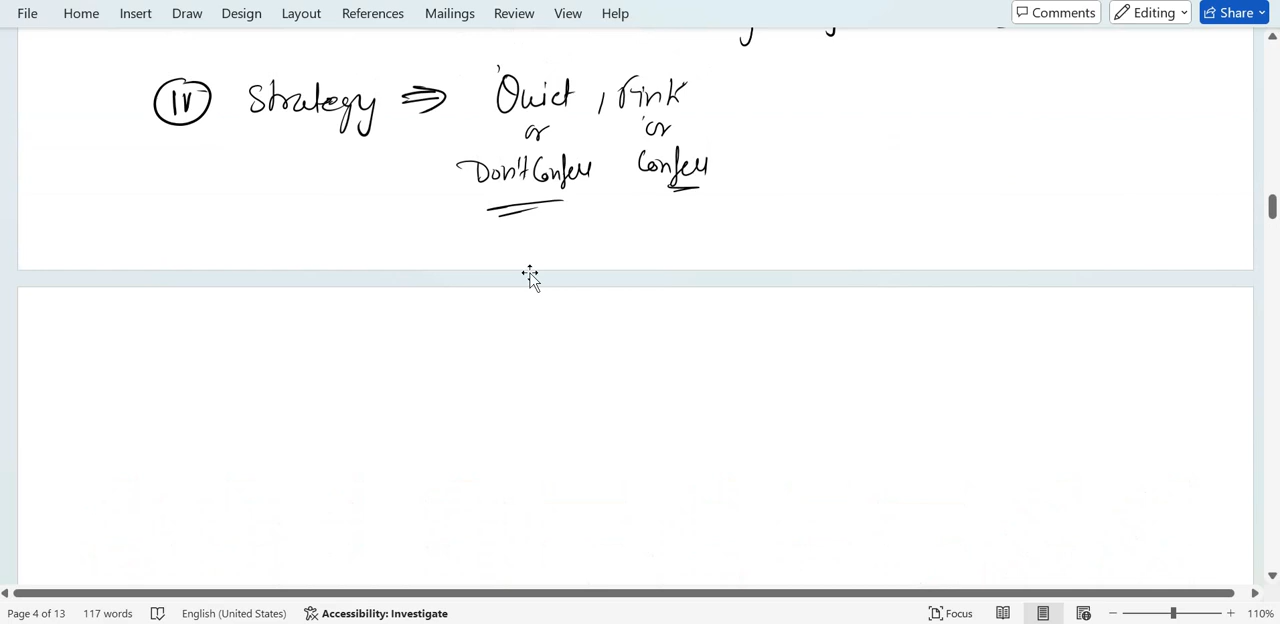 File Home Insert Draw Design Layout References Mailings Review View Help Comments Editing Share
IV Strategy ⇒ Quiet , Fink
or or
Don't Confess Confess
Page 4 of 13 117 words English (United States) Accessibility: Investigate Focus 110%